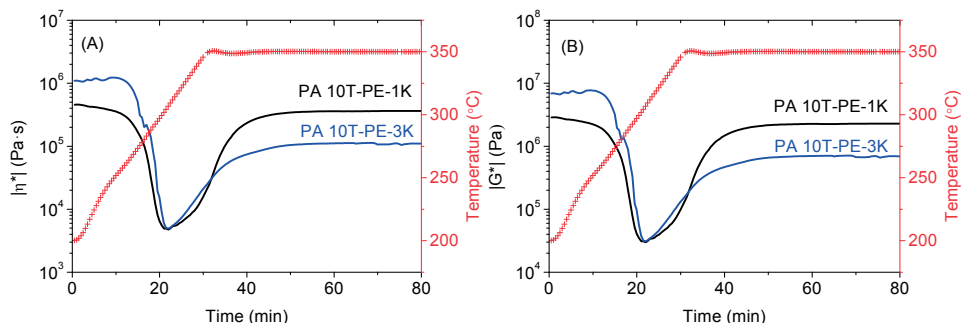 (A)
|η*| (Pa·s)
10⁷
10⁶
10⁵
10⁴
10³
PA 10T-PE-1K
PA 10T-PE-3K
350
300
250
200
Temperature (°C)
0 20 40 60 80
Time (min)
(B)
|G*| (Pa)
10⁸
10⁷
10⁶
10⁵
10⁴
10³
PA 10T-PE-1K
PA 10T-PE-3K
350
300
250
200
Temperature (°C)
0 20 40 60 80
Time (min)